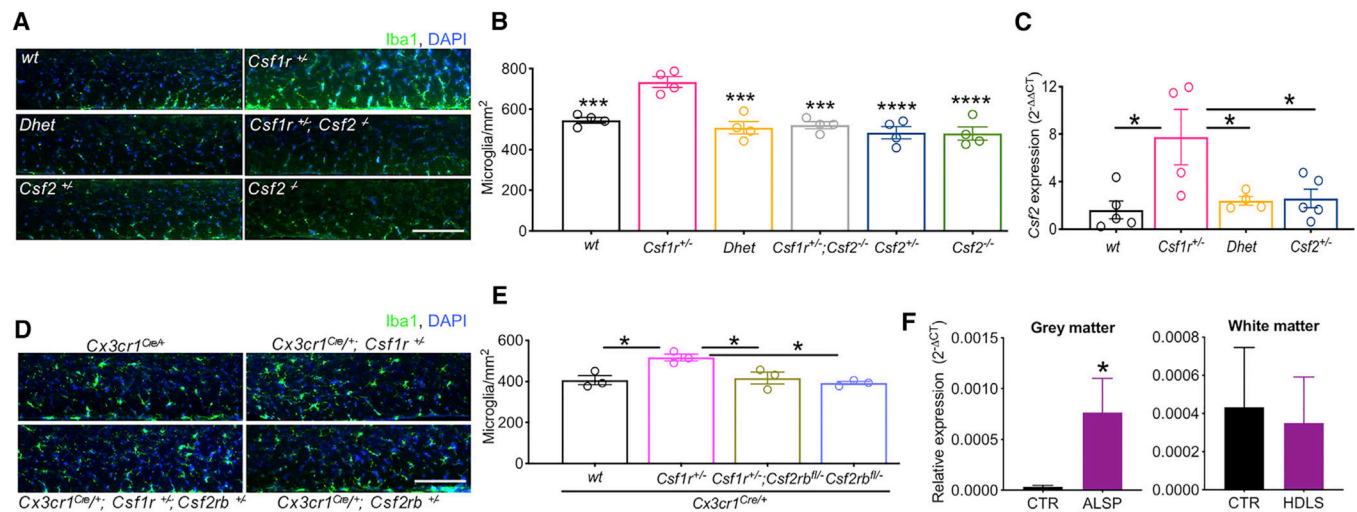 A
Iba1, DAPI
wt
Csf1r +/-
Dhet
Csf1r +/-; Csf2 -/-
Csf2 +/-
Csf2 -/-
B
Microglia/mm2
800
600
400
200
0
***
***
***
****
****
wt
Csf1r+/-
Dhet
Csf1r+/-;Csf2-/-
Csf2+/-
Csf2-/-
C
Csf2 expression (2-ΔΔCT)
12
8
4
0
*
*
*
wt
Csf1r+/-
Dhet
Csf2+/-
D
Iba1, DAPI
Cx3cr1Cre/+
Cx3cr1Cre/+; Csf1r +/-
Cx3cr1Cre/+; Csf1r +/-; Csf2rb +/-
Cx3cr1Cre/+; Csf2rb +/-
E
Microglia/mm2
600
400
200
0
*
*
*
wt
Csf1r+/-
Csf1r+/-;Csf2rbfl/-
Csf2rbfl/-
Cx3cr1Cre/+
F
Relative expression (2-ΔCT)
Grey matter
0.0015
0.0010
0.0005
0.0000
*
CTR
ALSP
White matter
0.0008
0.0006
0.0004
0.0002
0.0000
CTR
HDLS